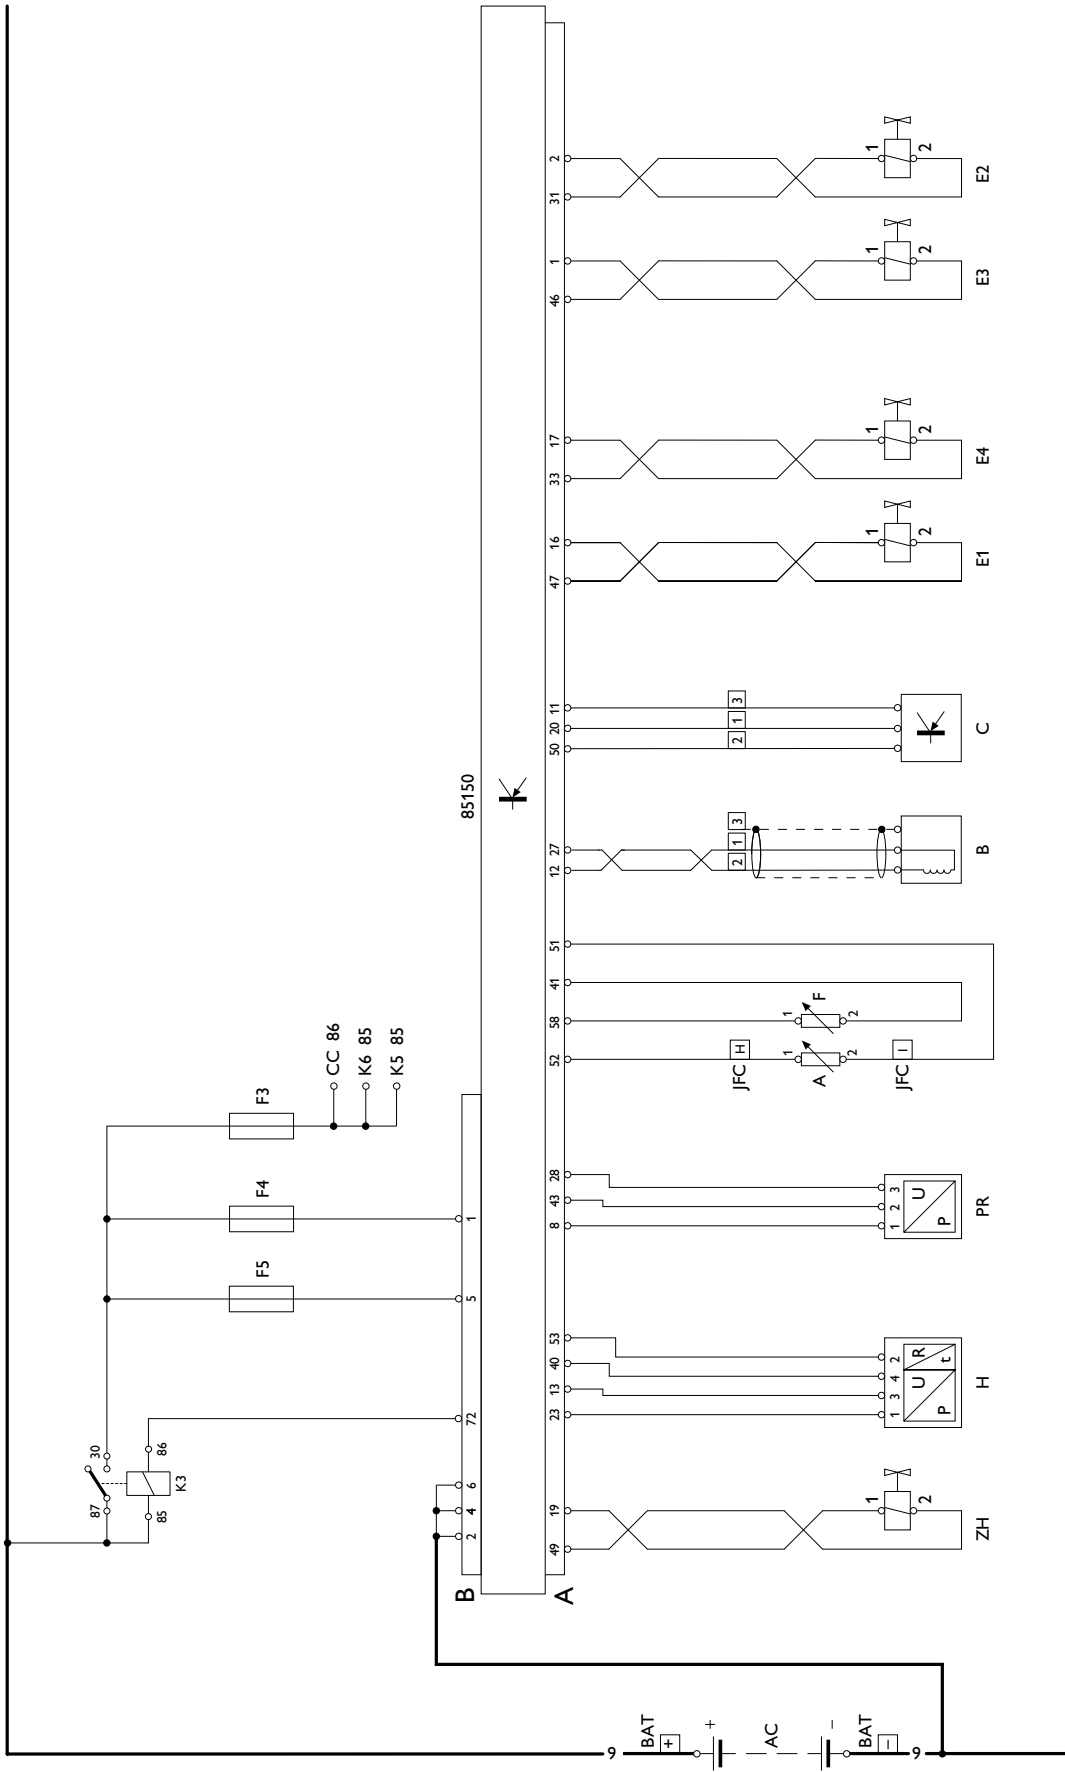 87 30
85 86
K3
F5 F4 F3
CC 86
K6 85
K5 85
B
85150
2 4 6 72 5 1
49 19 23 13 40 53 8 43 28 52 58 41 51 12 27 50 20 11 47 16 33 17 46 1 31 2
A
9
BAT
+
+
JFC H
2 1 3
2 1 3
AC
1 1
A F
−
2 2
BAT
−
JFC I
9
1 1 1 1 1
1 3 4 2
1 2 3
P U R t
P U
2 2 2 2 2
ZH H PR B C E1 E4 E3 E2